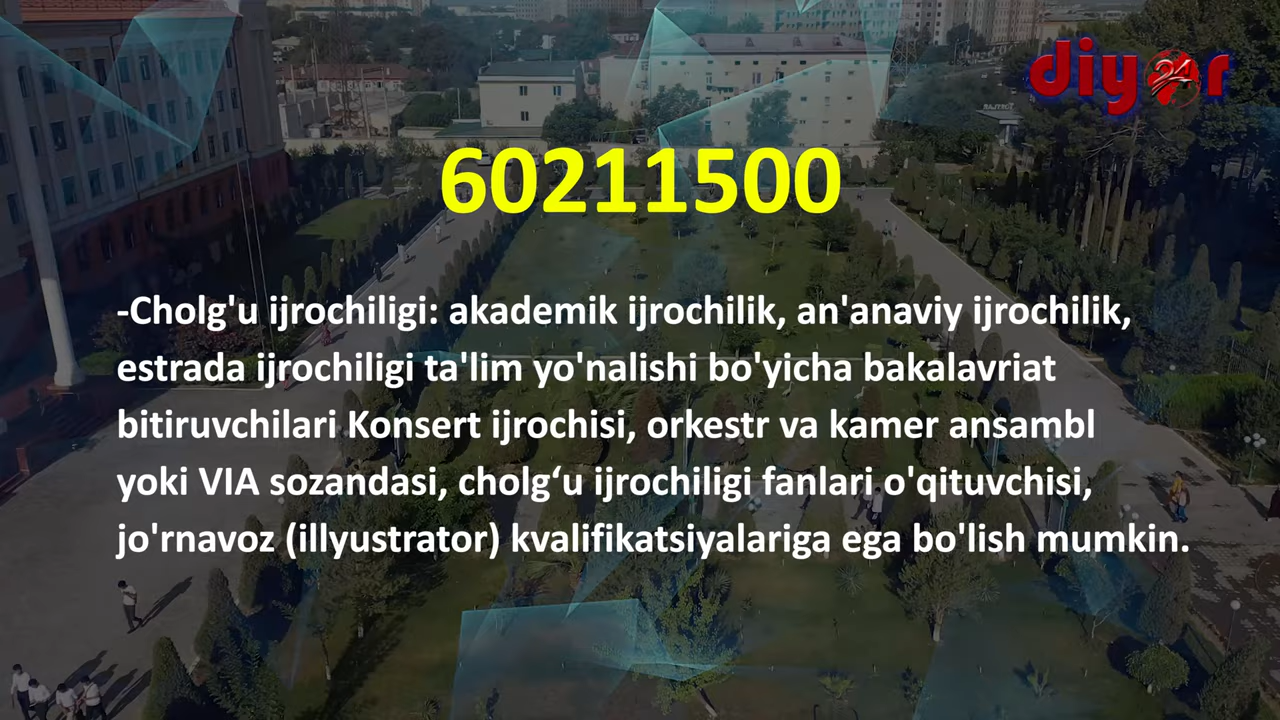 diyor 24
60211500
-Cholg'u ijrochiligi: akademik ijrochilik, an'anaviy ijrochilik,
estrada ijrochiligi ta'lim yo'nalishi bo'yicha bakalavriat
bitiruvchilari Konsert ijrochisi, orkestr va kamer ansambl
yoki VIA sozandasi, cholg‘u ijrochiligi fanlari o'qituvchisi,
jo'rnavoz (illyustrator) kvalifikatsiyalariga ega bo'lish mumkin.